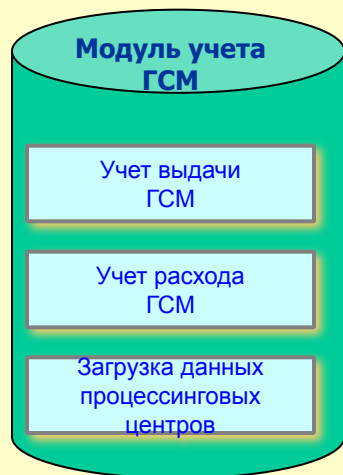 Модуль учета
ГСМ
Учет выдачи
ГСМ
Учет расхода
ГСМ
Загрузка данных
процессинговых
центров